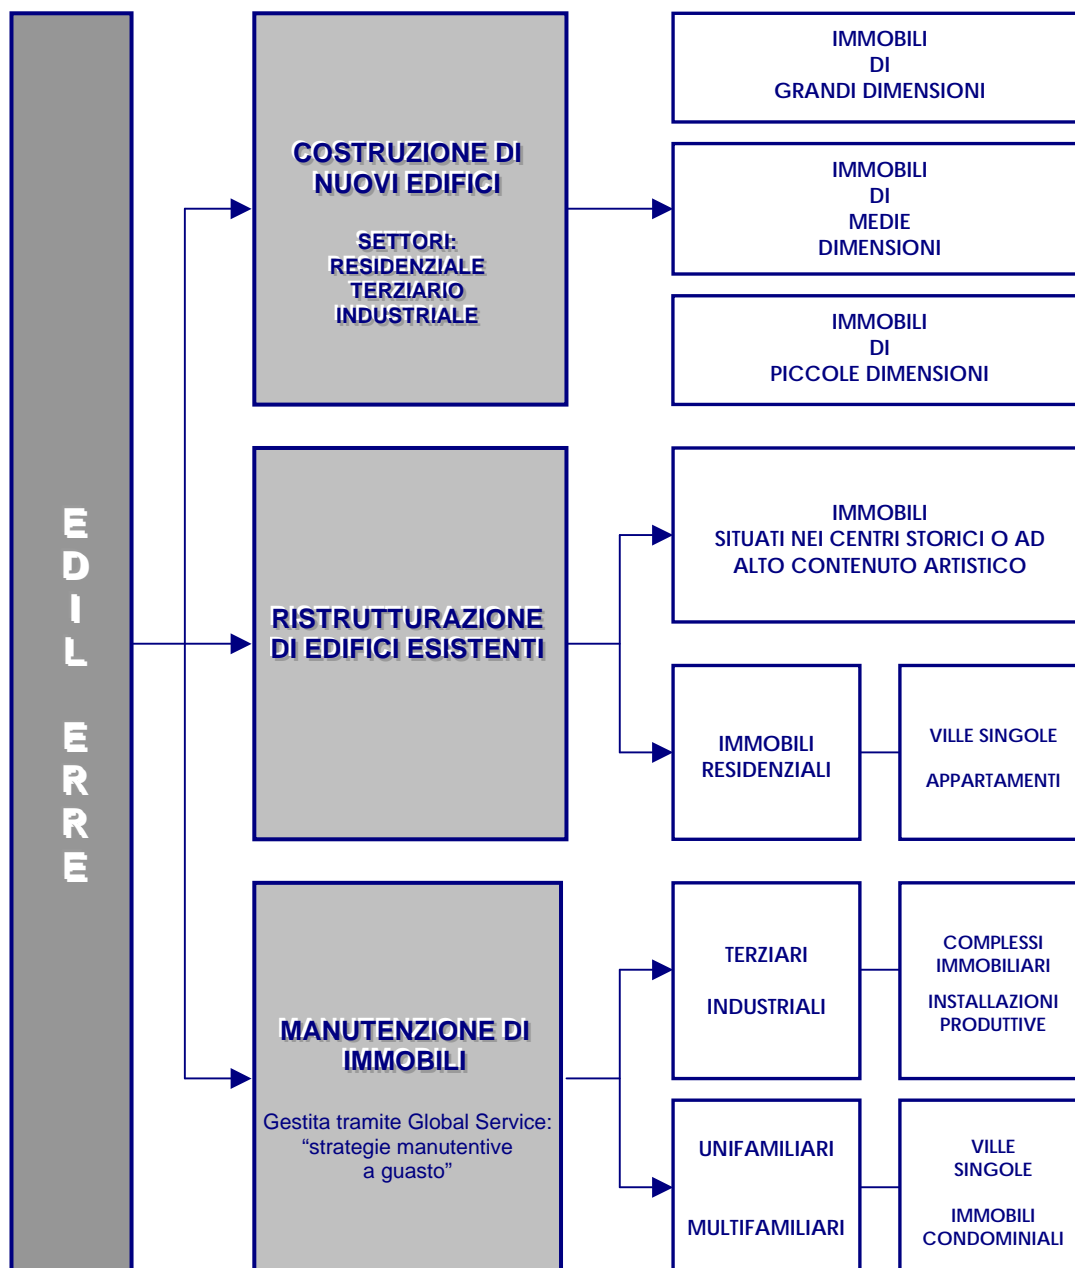 EDIL ERRE
COSTRUZIONE DI
NUOVI EDIFICI
SETTORI:
RESIDENZIALE
TERZIARIO
INDUSTRIALE
IMMOBILI
DI
GRANDI DIMENSIONI
IMMOBILI
DI
MEDIE
DIMENSIONI
IMMOBILI
DI
PICCOLE DIMENSIONI
RISTRUTTURAZIONE
DI EDIFICI ESISTENTI
IMMOBILI
SITUATI NEI CENTRI STORICI O AD
ALTO CONTENUTO ARTISTICO
IMMOBILI
RESIDENZIALI
VILLE SINGOLE
APPARTAMENTI
MANUTENZIONE DI
IMMOBILI
Gestita tramite Global Service:
“strategie manutentive
a guasto”
TERZIARI
INDUSTRIALI
COMPLESSI
IMMOBILIARI
INSTALLAZIONI
PRODUTTIVE
UNIFAMILIARI
MULTIFAMILIARI
VILLE
SINGOLE
IMMOBILI
CONDOMINIALI